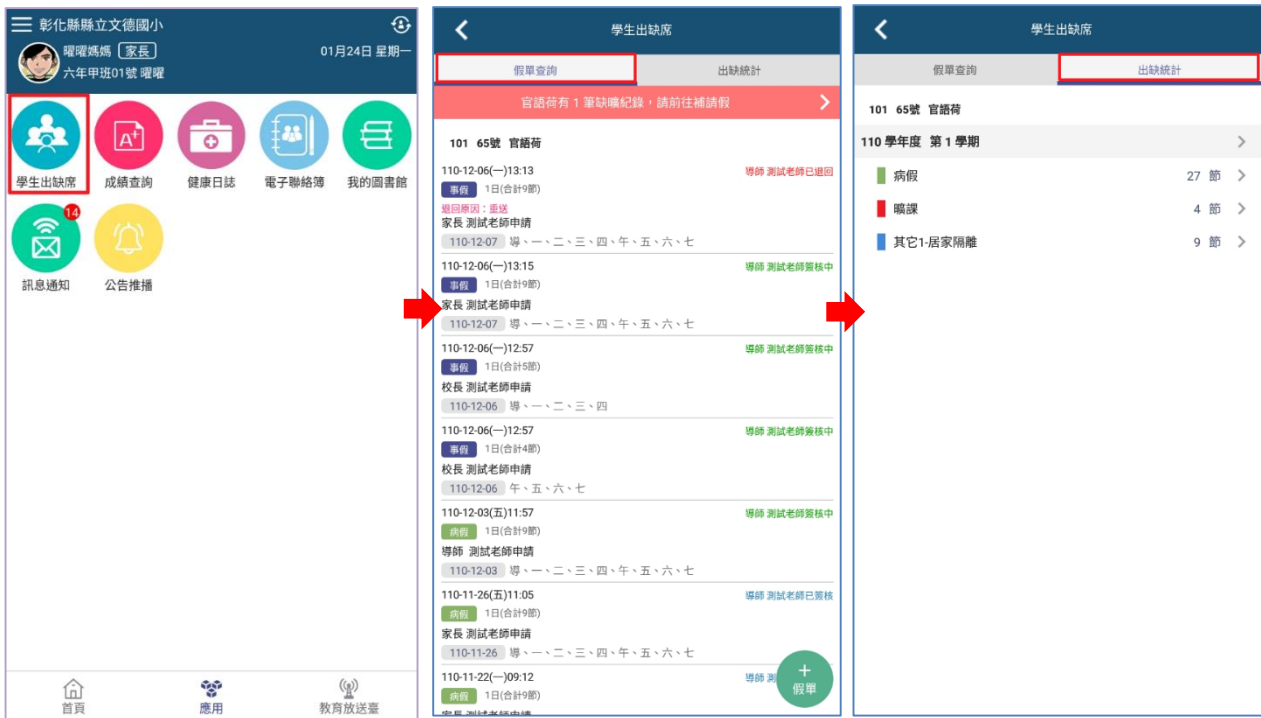 彰化縣縣立文德國小
曜曜媽媽 家長
01月24日 星期一
六年甲班01號 曜曜
A+
學生出缺席
成績查詢
健康日誌
電子聯絡簿
我的圖書館
14
訊息通知
公告推播
首頁
應用
教育放送臺
學生出缺席
假單查詢
出缺統計
官語荷有 1 筆缺曠紀錄，請前往補請假
101 65號 官語荷
110-12-06(一)13:13
導師 測試老師已退回
事假 1日(合計9節)
退回原因：重送
家長 測試老師申請
110-12-07 導、一、二、三、四、午、五、六、七
110-12-06(一)13:15
導師 測試老師簽核中
事假 1日(合計9節)
家長 測試老師申請
110-12-07 導、一、二、三、四、午、五、六、七
110-12-06(一)12:57
導師 測試老師簽核中
事假 1日(合計5節)
校長 測試老師申請
110-12-06 導、一、二、三、四
110-12-06(一)12:57
導師 測試老師簽核中
事假 1日(合計4節)
校長 測試老師申請
110-12-06 午、五、六、七
110-12-03(五)11:57
導師 測試老師簽核中
病假 1日(合計9節)
導師 測試老師申請
110-12-03 導、一、二、三、四、午、五、六、七
110-11-26(五)11:05
導師 測試老師已簽核
病假 1日(合計9節)
家長 測試老師申請
110-11-26 導、一、二、三、四、午、五、六、七
110-11-22(一)09:12
導師 測
病假 1日(合計9節)
+
假單
學生出缺席
假單查詢
出缺統計
101 65號 官語荷
110 學年度 第 1 學期
病假 27 節
曠課 4 節
其它1-居家隔離 9 節